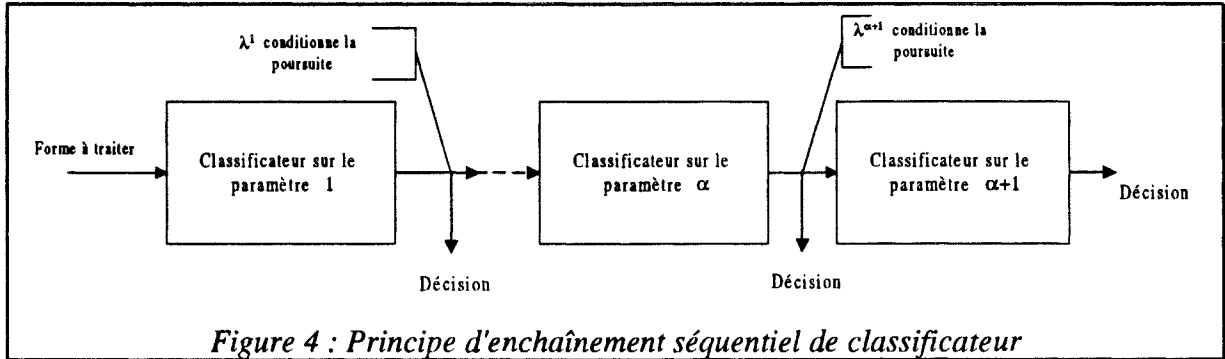 λ¹ conditionne la
poursuite
λᵅ⁺¹ conditionne la
poursuite
Forme à traiter
Classificateur sur le
paramètre 1
Classificateur sur le
paramètre α
Classificateur sur le
paramètre α+1
Décision
Décision
Décision
Figure 4 : Principe d'enchaînement séquentiel de classificateur